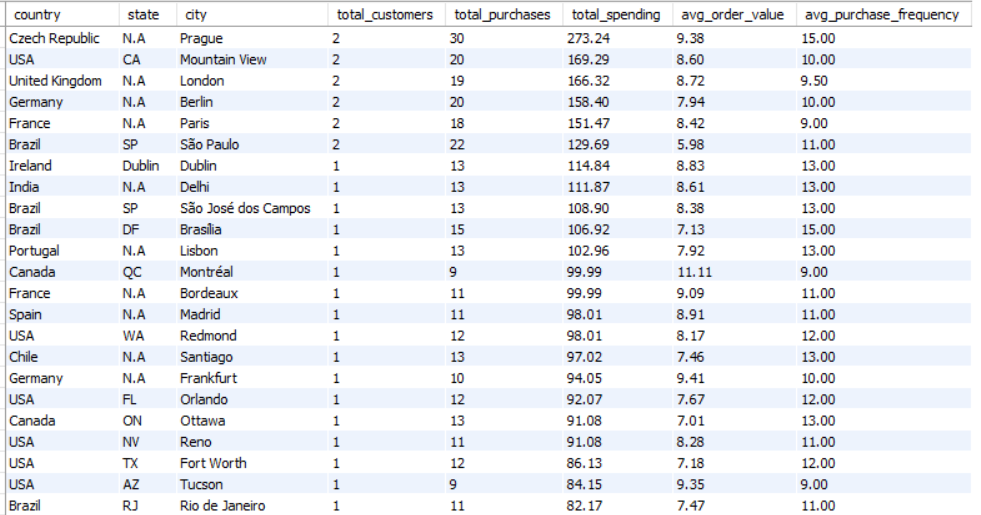 country state city total_customers total_purchases total_spending avg_order_value avg_purchase_frequency
Czech Republic N.A Prague 2 30 273.24 9.38 15.00
USA CA Mountain View 2 20 169.29 8.60 10.00
United Kingdom N.A London 2 19 166.32 8.72 9.50
Germany N.A Berlin 2 20 158.40 7.94 10.00
France N.A Paris 2 18 151.47 8.42 9.00
Brazil SP São Paulo 2 22 129.69 5.98 11.00
Ireland Dublin Dublin 1 13 114.84 8.83 13.00
India N.A Delhi 1 13 111.87 8.61 13.00
Brazil SP São José dos Campos 1 13 108.90 8.38 13.00
Brazil DF Brasília 1 15 106.92 7.13 15.00
Portugal N.A Lisbon 1 13 102.96 7.92 13.00
Canada QC Montréal 1 9 99.99 11.11 9.00
France N.A Bordeaux 1 11 99.99 9.09 11.00
Spain N.A Madrid 1 11 98.01 8.91 11.00
USA WA Redmond 1 12 98.01 8.17 12.00
Chile N.A Santiago 1 13 97.02 7.46 13.00
Germany N.A Frankfurt 1 10 94.05 9.41 10.00
USA FL Orlando 1 12 92.07 7.67 12.00
Canada ON Ottawa 1 13 91.08 7.01 13.00
USA NV Reno 1 11 91.08 8.28 11.00
USA TX Fort Worth 1 12 86.13 7.18 12.00
USA AZ Tucson 1 9 84.15 9.35 9.00
Brazil RJ Rio de Janeiro 1 11 82.17 7.47 11.00